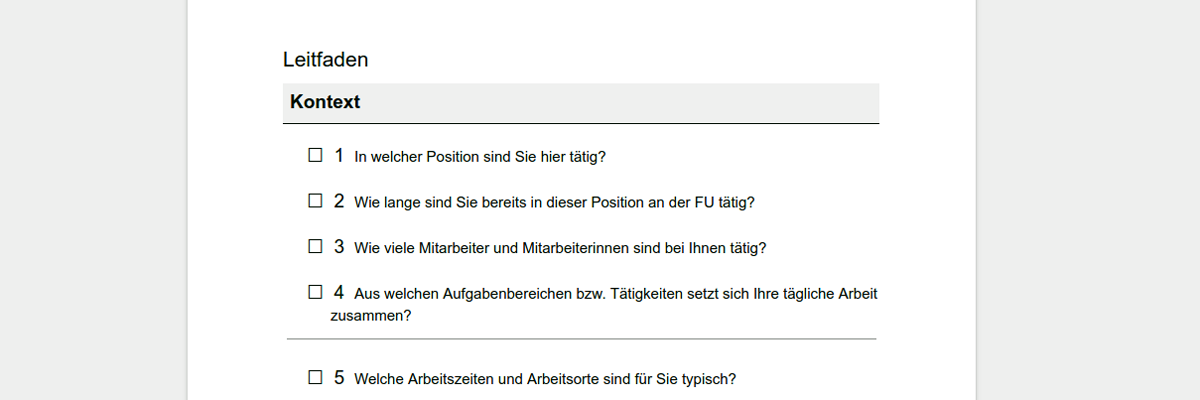 Leitfaden
Kontext
☐ 1 In welcher Position sind Sie hier tätig?
☐ 2 Wie lange sind Sie bereits in dieser Position an der FU tätig?
☐ 3 Wie viele Mitarbeiter und Mitarbeiterinnen sind bei Ihnen tätig?
☐ 4 Aus welchen Aufgabenbereichen bzw. Tätigkeiten setzt sich Ihre tägliche Arbeit
zusammen?
☐ 5 Welche Arbeitszeiten und Arbeitsorte sind für Sie typisch?